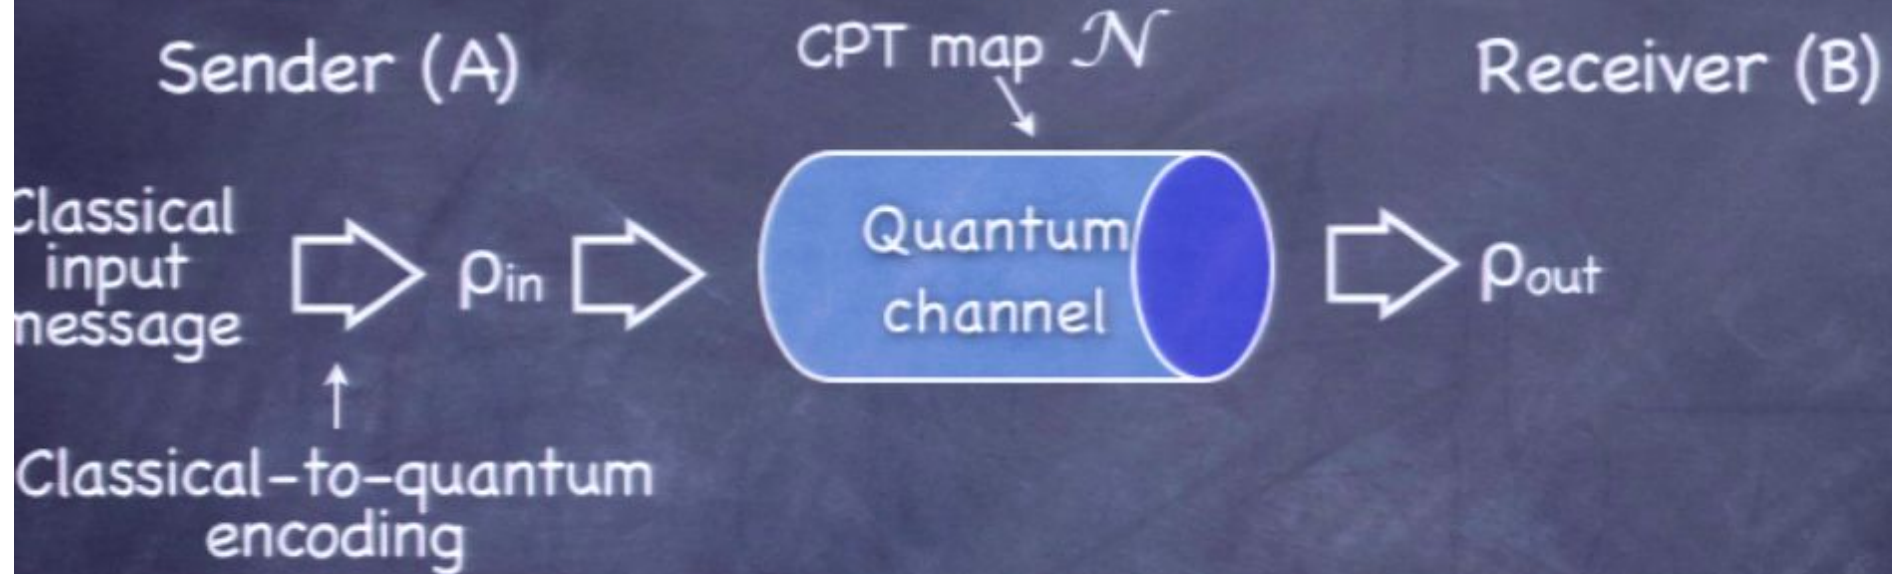 Sender (A)
CPT map 𝒩
Receiver (B)
Classical
input
message
ρin
Quantum
channel
ρout
Classical-to-quantum
encoding